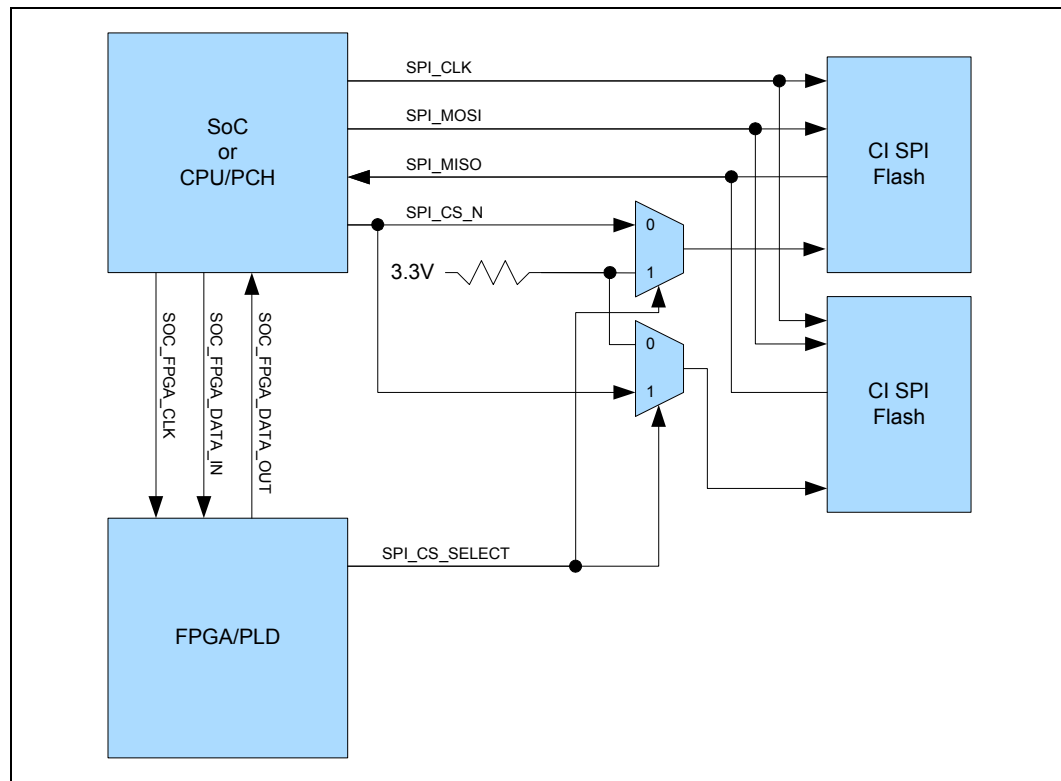 SPI_CLK
SPI_MOSI
SPI_MISO
SPI_CS_N
SoC
or
CPU/PCH
CI SPI
Flash
0
1
3.3V
0
1
CI SPI
Flash
SOC_FPGA_CLK
SOC_FPGA_DATA_IN
SOC_FPGA_DATA_OUT
SPI_CS_SELECT
FPGA/PLD